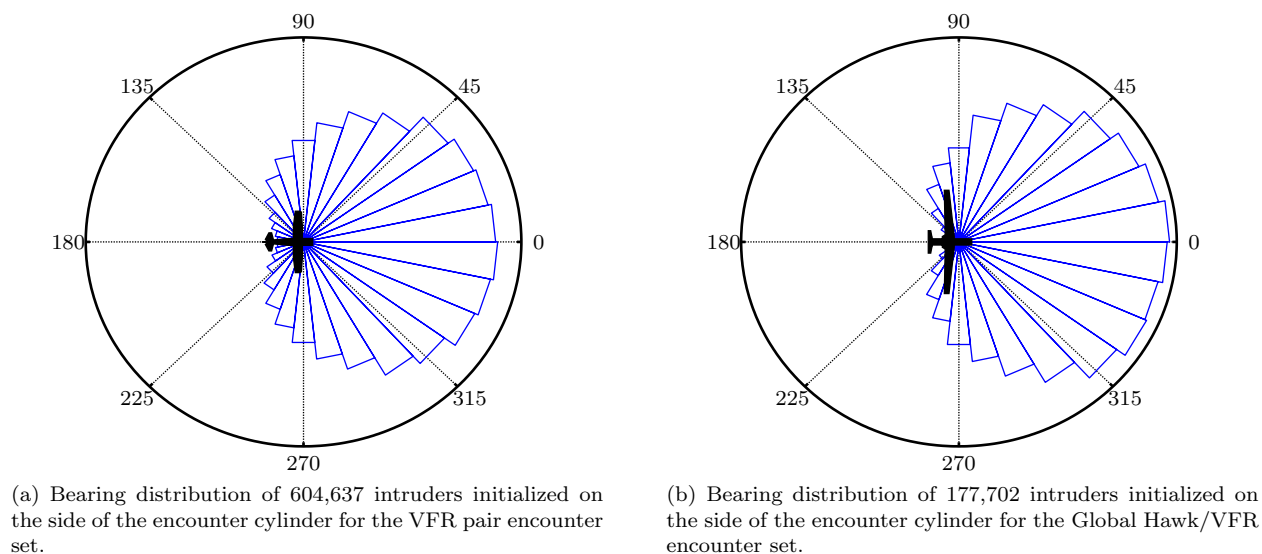 90
135
45
180
0
225
315
270
(a) Bearing distribution of 604,637 intruders initialized on
the side of the encounter cylinder for the VFR pair encounter
set.
90
135
45
180
0
225
315
270
(b) Bearing distribution of 177,702 intruders initialized on
the side of the encounter cylinder for the Global Hawk/VFR
encounter set.